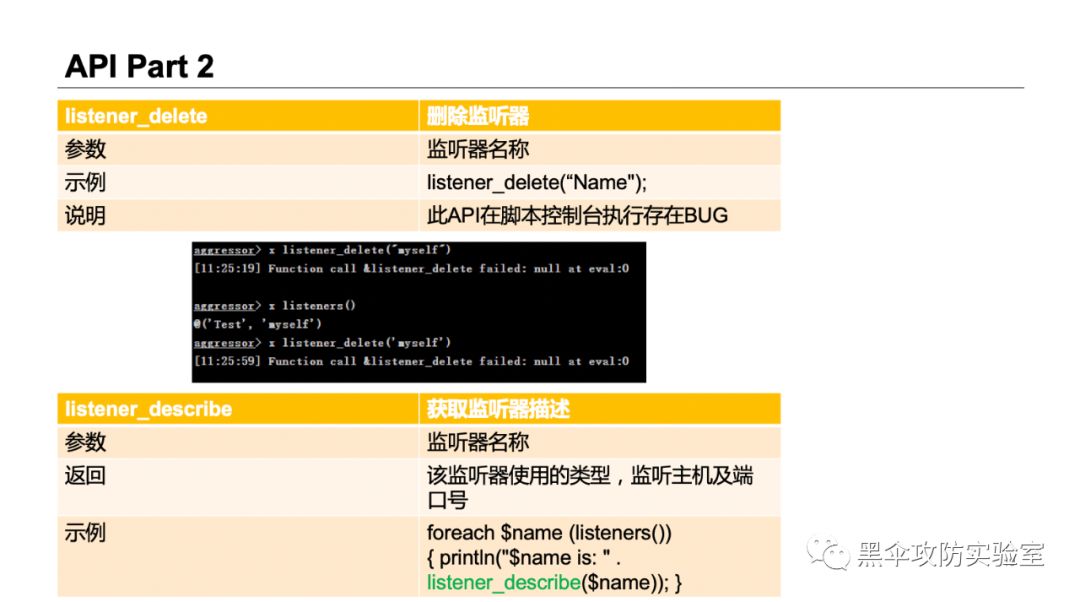 API Part 2
listener_delete 删除监听器
参数 监听器名称
示例 listener_delete(“Name");
说明 此API在脚本控制台执行存在BUG
aggressor> x listener_delete("myself")
[11:25:19] Function call &listener_delete failed: null at eval:0
aggressor> x listeners()
@('Test', 'myself')
aggressor> x listener_delete('myself')
[11:25:59] Function call &listener_delete failed: null at eval:0
listener_describe 获取监听器描述
参数 监听器名称
返回 该监听器使用的类型，监听主机及端
口号
示例 foreach $name (listeners())
{ println("$name is: " .
listener_describe($name)); }
黑伞攻防实验室